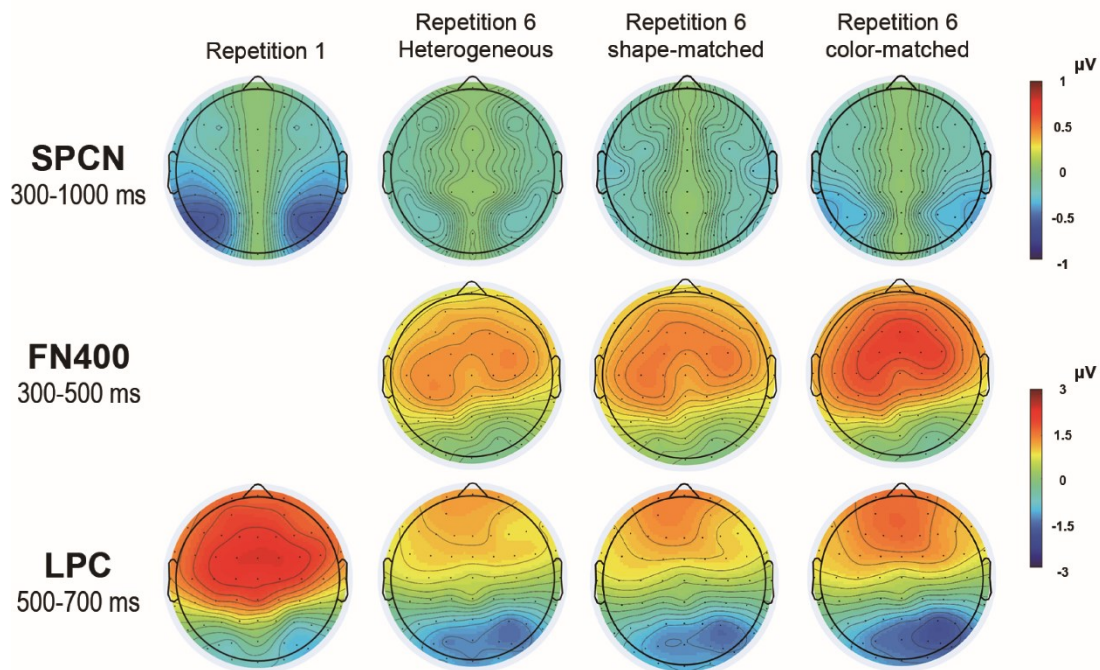 Repetition 1
Repetition 6
Heterogeneous
Repetition 6
shape-matched
Repetition 6
color-matched
µV
1
0.5
0
-0.5
-1
SPCN
300-1000 ms
FN400
300-500 ms
µV
3
1.5
0
-1.5
-3
LPC
500-700 ms